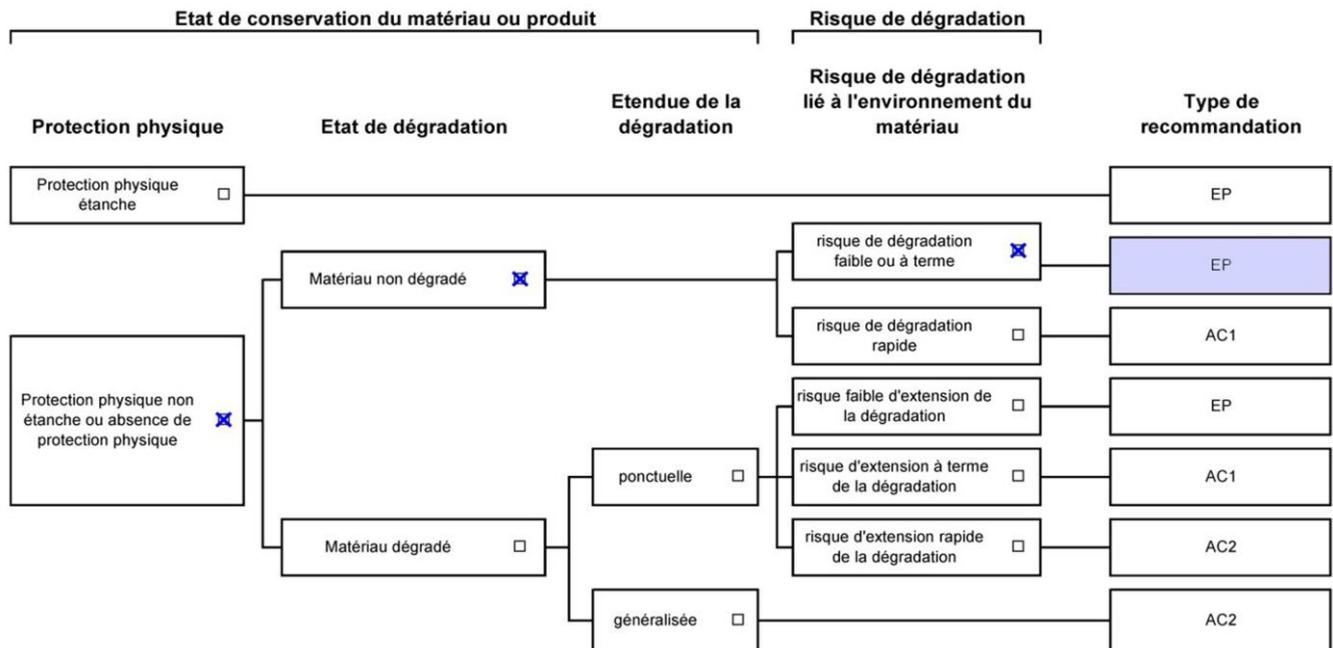 Etat de conservation du matériau ou produit
Risque de dégradation
Protection physique
Etat de dégradation
Etendue de la
dégradation
Risque de dégradation
lié à l'environnement du
matériau
Type de
recommandation
Protection physique
étanche
EP
risque de dégradation
faible ou à terme
EP
Matériau non dégradé
risque de dégradation
rapide
AC1
Protection physique non
étanche ou absence de
protection physique
risque faible d'extension de
la dégradation
EP
ponctuelle
risque d'extension à terme
de la dégradation
AC1
Matériau dégradé
risque d'extension rapide
de la dégradation
AC2
généralisée
AC2